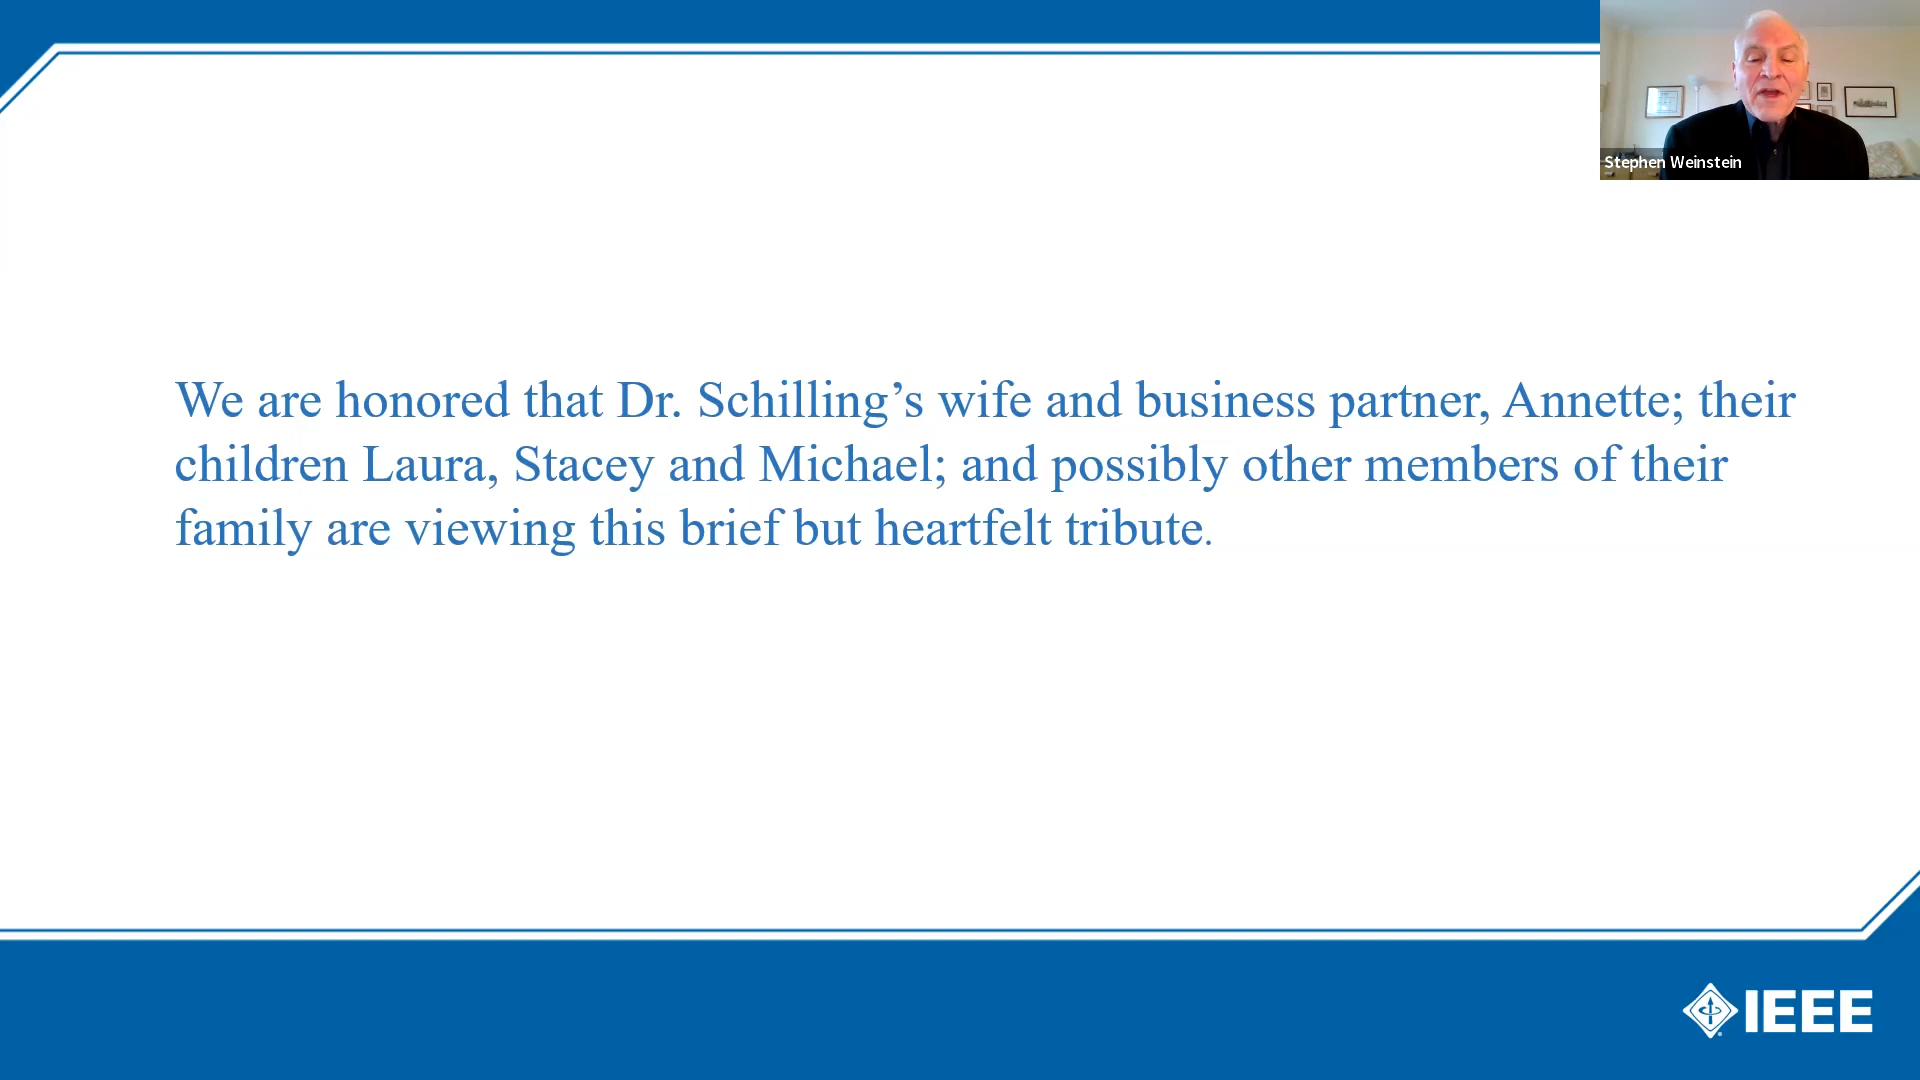 Stephen Weinstein
We are honored that Dr. Schilling’s wife and business partner, Annette; their
children Laura, Stacey and Michael; and possibly other members of their
family are viewing this brief but heartfelt tribute.
IEEE